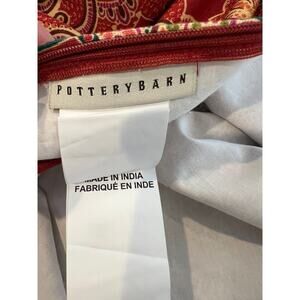 POTTERYBARN
MADE IN INDIA
FABRIQUÉ EN INDE